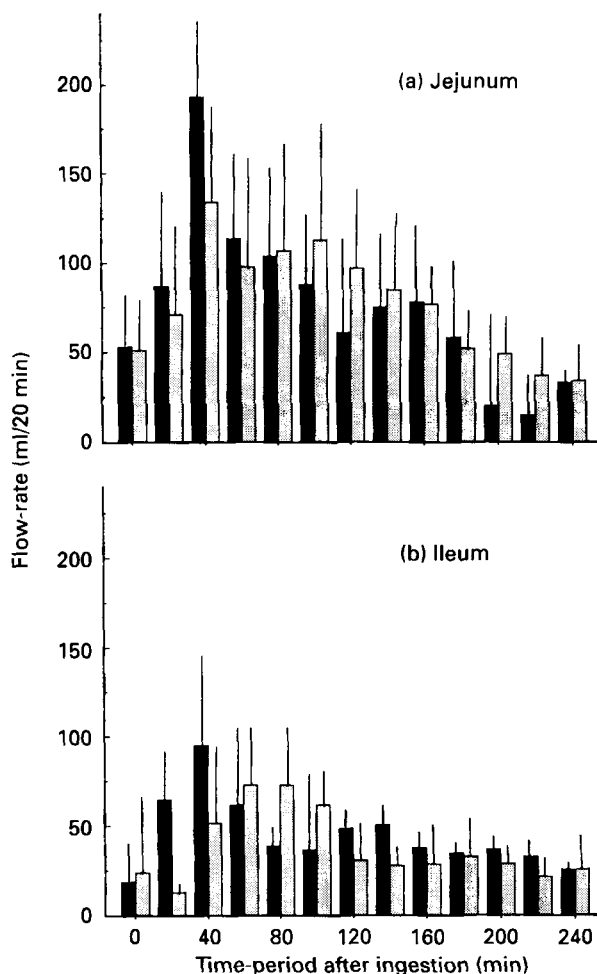 (a) Jejunum
200
150
100
50
0
Flow-rate (ml/20 min)
(b) Ileum
200
150
100
50
0
0 40 80 120 160 200 240
Time-period after ingestion (min)